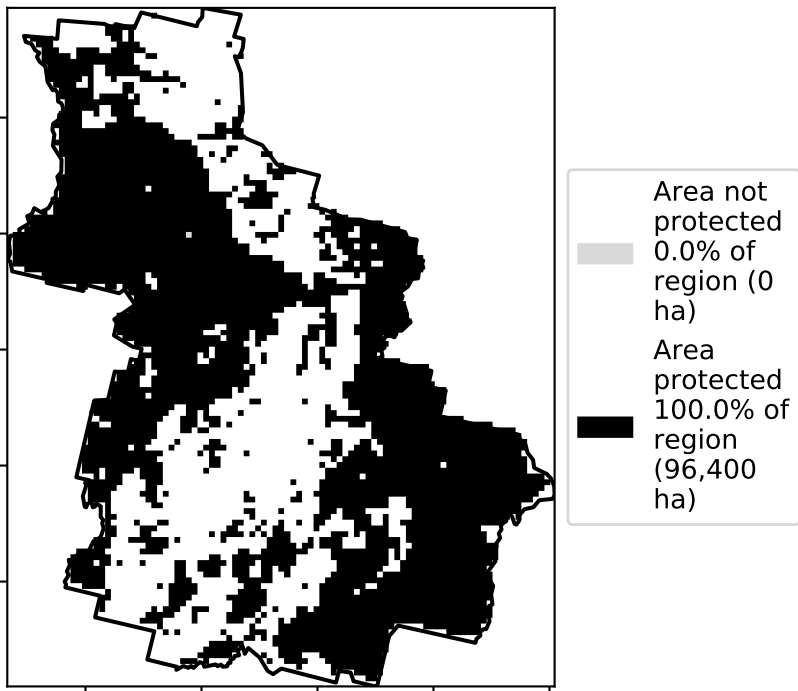 Area not
protected
0.0% of
region (0
ha)
Area
protected
100.0% of
region
(96,400
ha)